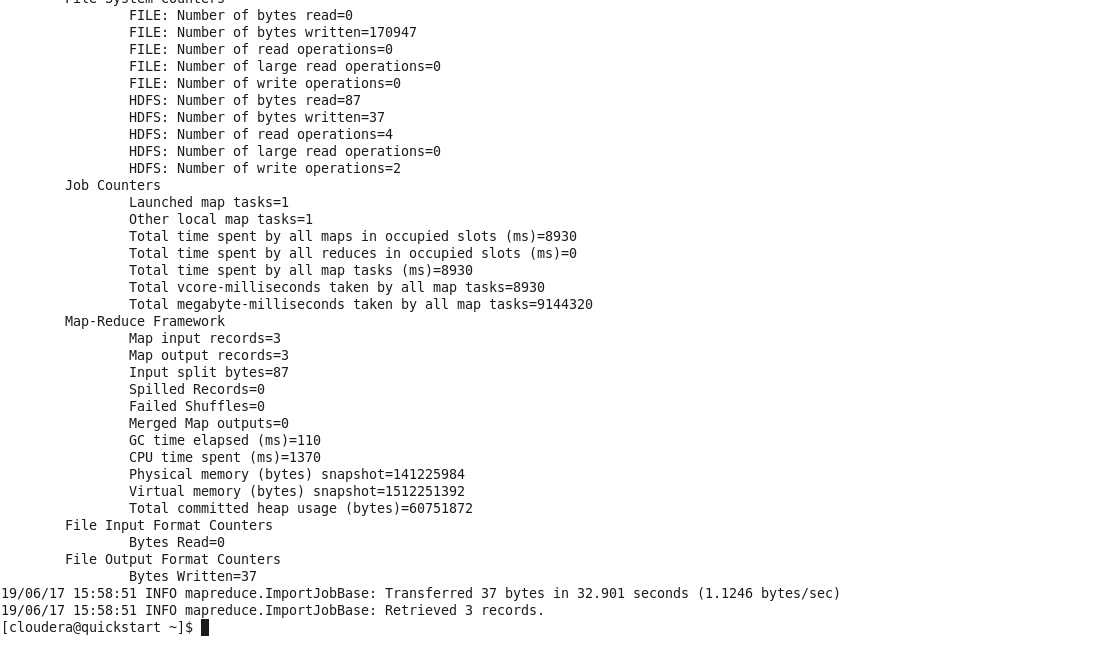 File System Counters
FILE: Number of bytes read=0
FILE: Number of bytes written=170947
FILE: Number of read operations=0
FILE: Number of large read operations=0
FILE: Number of write operations=0
HDFS: Number of bytes read=87
HDFS: Number of bytes written=37
HDFS: Number of read operations=4
HDFS: Number of large read operations=0
HDFS: Number of write operations=2
Job Counters
Launched map tasks=1
Other local map tasks=1
Total time spent by all maps in occupied slots (ms)=8930
Total time spent by all reduces in occupied slots (ms)=0
Total time spent by all map tasks (ms)=8930
Total vcore-milliseconds taken by all map tasks=8930
Total megabyte-milliseconds taken by all map tasks=9144320
Map-Reduce Framework
Map input records=3
Map output records=3
Input split bytes=87
Spilled Records=0
Failed Shuffles=0
Merged Map outputs=0
GC time elapsed (ms)=110
CPU time spent (ms)=1370
Physical memory (bytes) snapshot=141225984
Virtual memory (bytes) snapshot=1512251392
Total committed heap usage (bytes)=60751872
File Input Format Counters
Bytes Read=0
File Output Format Counters
Bytes Written=37
19/06/17 15:58:51 INFO mapreduce.ImportJobBase: Transferred 37 bytes in 32.901 seconds (1.1246 bytes/sec)
19/06/17 15:58:51 INFO mapreduce.ImportJobBase: Retrieved 3 records.
[cloudera@quickstart ~]$